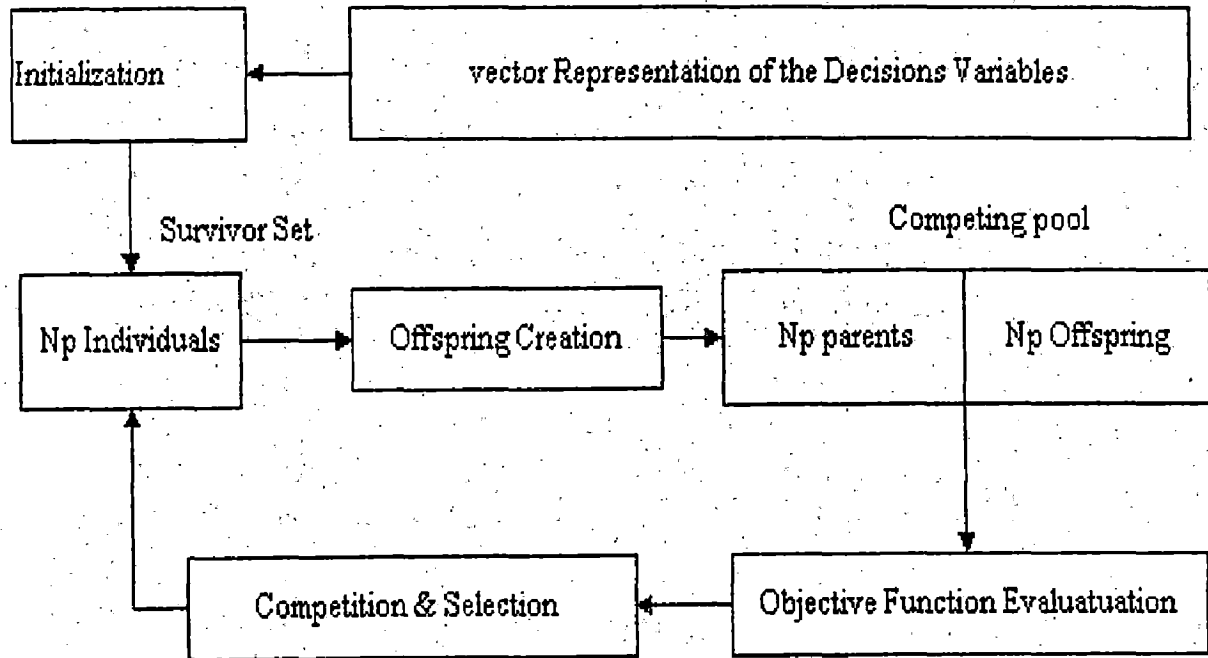 Initialization
vector Representation of the Decisions Variables
Survivor Set
Competing pool
Np Individuals
Offspring Creation
Np parents
Np Offspring
Competition & Selection
Objective Function Evaluatuation